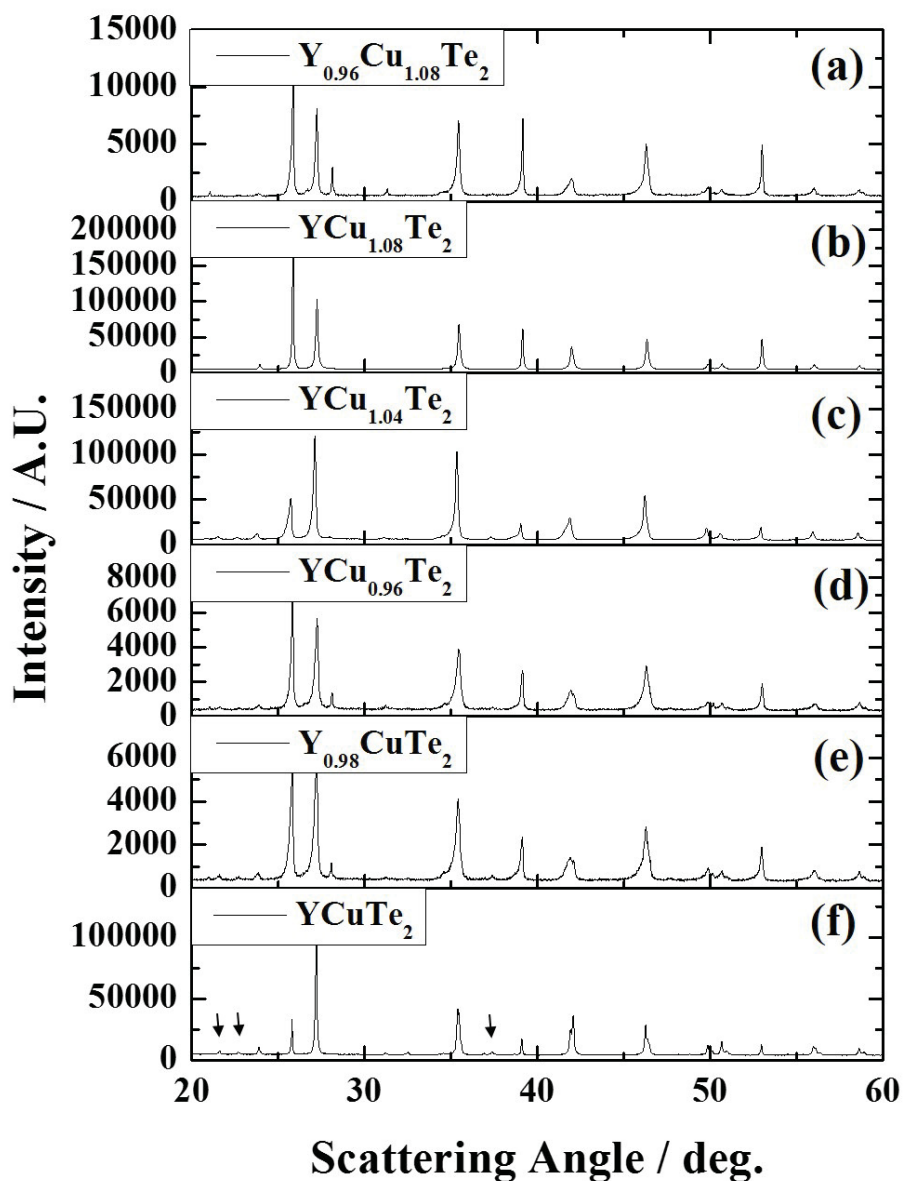 15000
10000
5000
0
Y0.96Cu1.08Te2
(a)
200000
150000
100000
50000
0
YCu1.08Te2
(b)
150000
100000
50000
0
YCu1.04Te2
(c)
8000
6000
4000
2000
0
YCu0.96Te2
(d)
6000
4000
2000
0
Y0.98CuTe2
(e)
100000
50000
0
YCuTe2
(f)
20 30 40 50 60
Intensity / A.U.
Scattering Angle / deg.